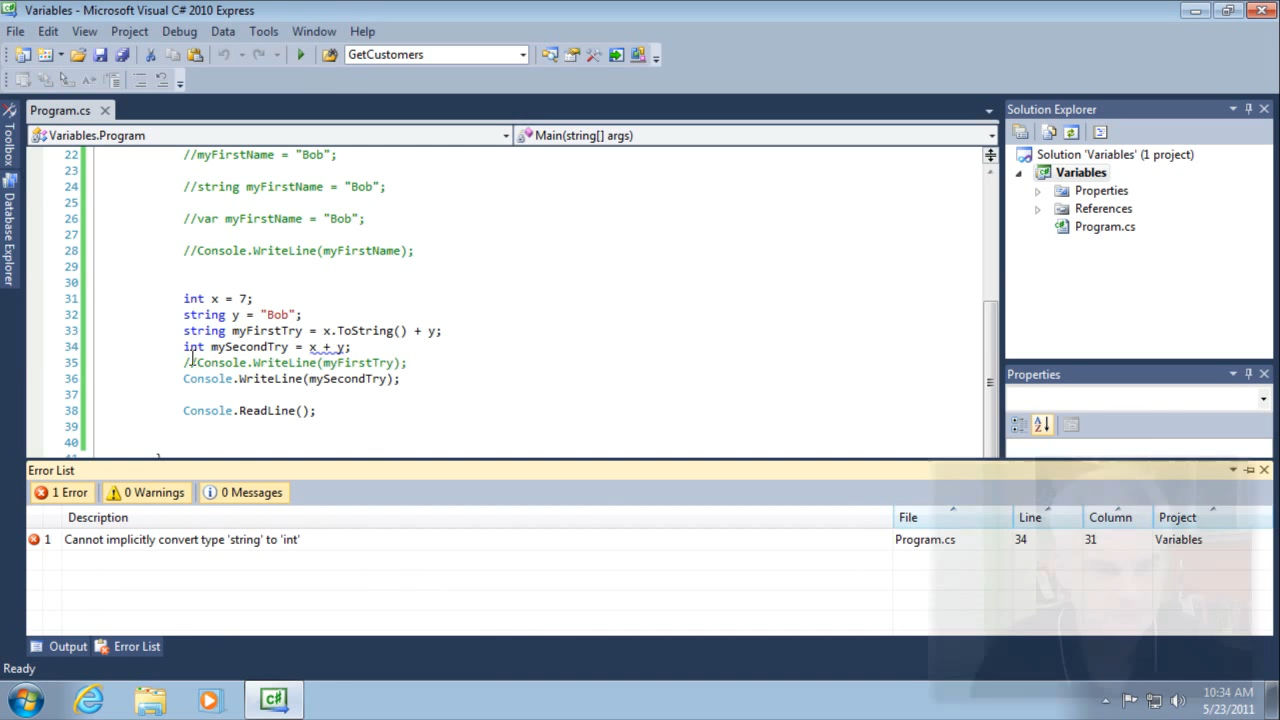 Variables - Microsoft Visual C# 2010 Express
File Edit View Project Debug Data Tools Window Help
GetCustomers
Program.cs
Variables.Program
Main(string[] args)
22 //myFirstName = "Bob";
23
24 //string myFirstName = "Bob";
25
26 //var myFirstName = "Bob";
27
28 //Console.WriteLine(myFirstName);
29
30
31 int x = 7;
32 string y = "Bob";
33 string myFirstTry = x.ToString() + y;
34 int mySecondTry = x + y;
35 //Console.WriteLine(myFirstTry);
36 Console.WriteLine(mySecondTry);
37
38 Console.ReadLine();
39
40
Toolbox
Database Explorer
Solution Explorer
Solution 'Variables' (1 project)
Variables
Properties
References
Program.cs
Properties
Error List
1 Error 0 Warnings 0 Messages
Description File Line Column Project
1 Cannot implicitly convert type 'string' to 'int' Program.cs 34 31 Variables
Output Error List
Ready
10:34 AM
5/23/2011